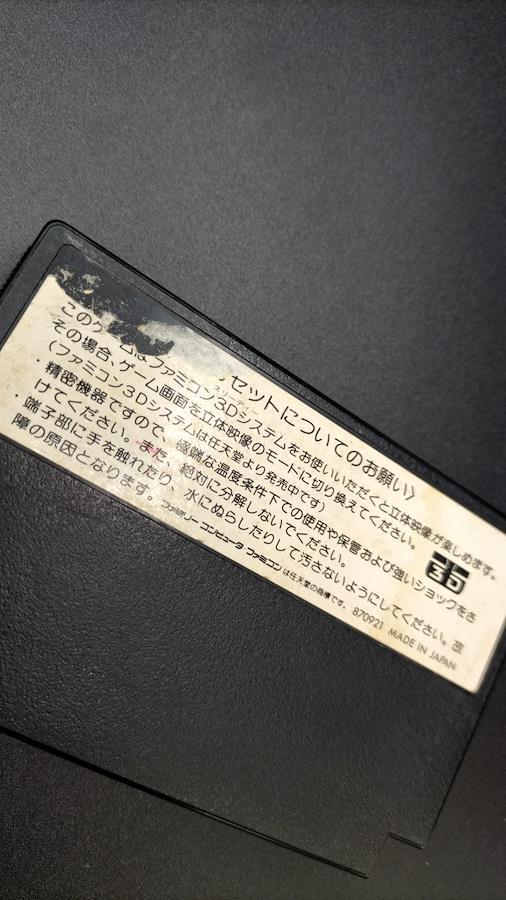 セットについてのお願い〉
このゲームはファミコン3Dシステムをお使いいただくと立体映像が楽しめます。
その場合、ゲーム画面を立体映像のモードに切り換えてください。
(ファミコン3Dシステムは任天堂より発売中です)
・精密機器ですので、極端な温度条件下での使用や保管および強いショックをさ
けてください。また、絶対に分解しないでください。
・端子部に手を触れたり、水にぬらしたりして汚さないようにしてください。故
障の原因となります。
3D
ファミリーコンピュータ ファミコン は任天堂の商標です。 870921 MADE IN JAPAN